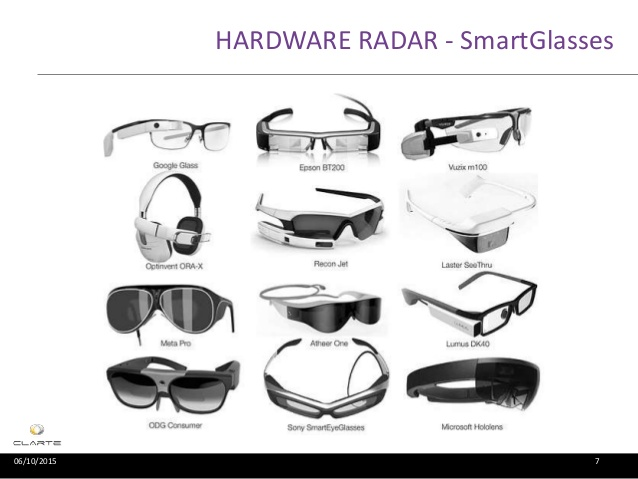 HARDWARE RADAR - SmartGlasses
Google Glass
Epson BT200
Vuzix m100
Optinvent ORA-X
Recon Jet
Laster SeeThru
Meta Pro
Atheer One
Lumus DK40
ODG Consumer
Sony SmartEyeGlasses
Microsoft Hololens
CLARTE
06/10/2015
7